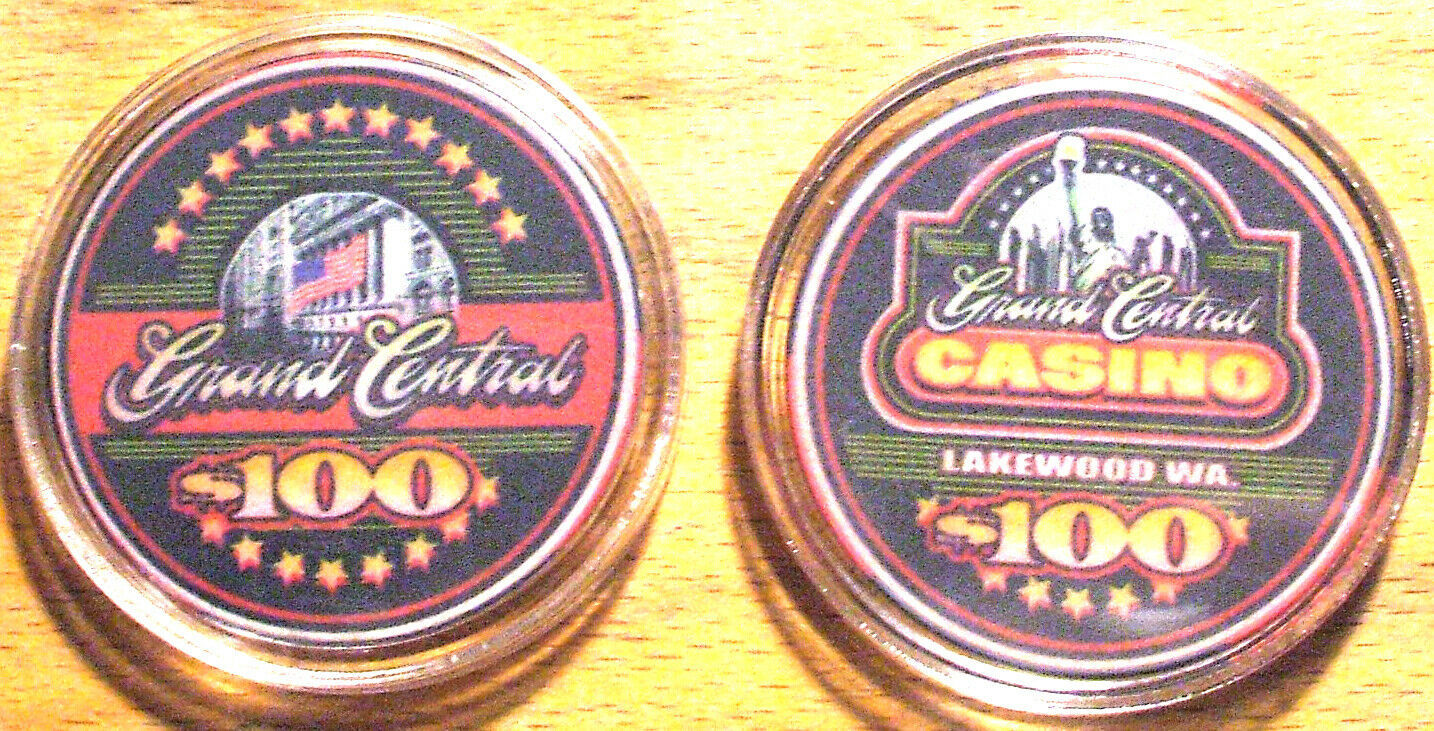 Grand Central
$100
Grand Central
CASINO
LAKEWOOD WA.
$100